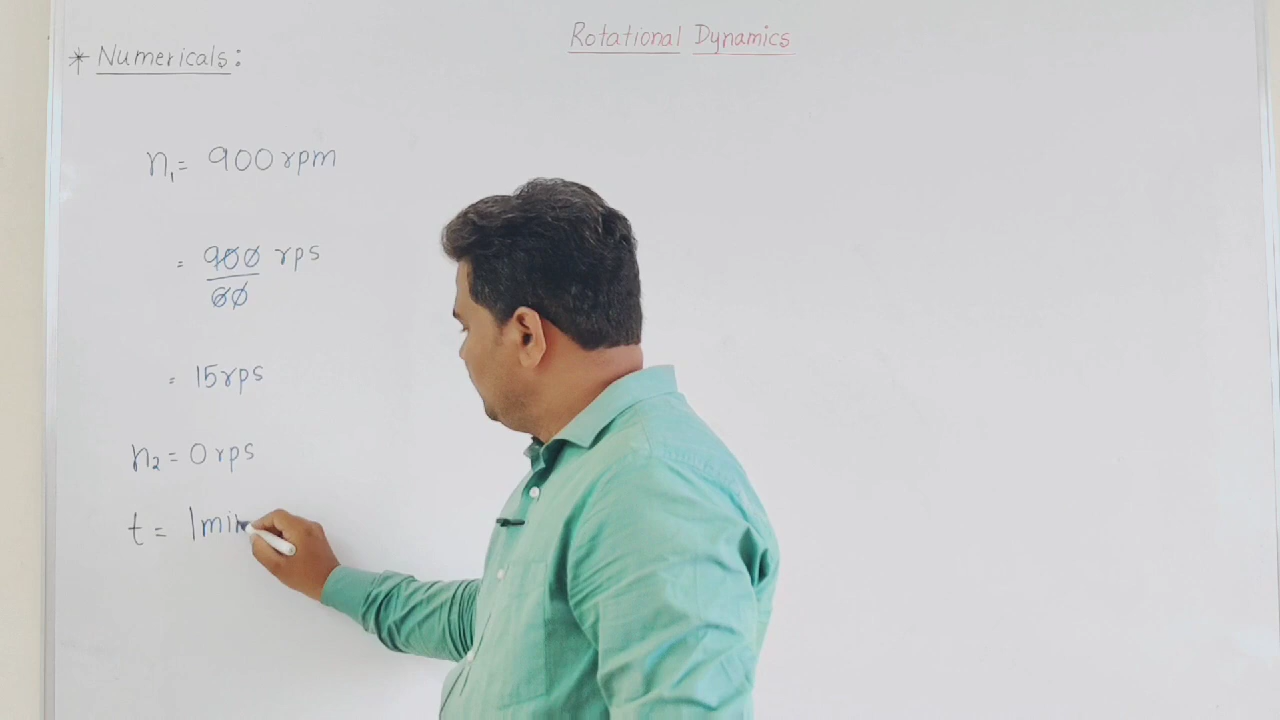 Rotational Dynamics
* Numericals:
n₁= 900 rpm
= 900/60 rps
= 15 rps
n₂ = 0 rps
t = 1 min